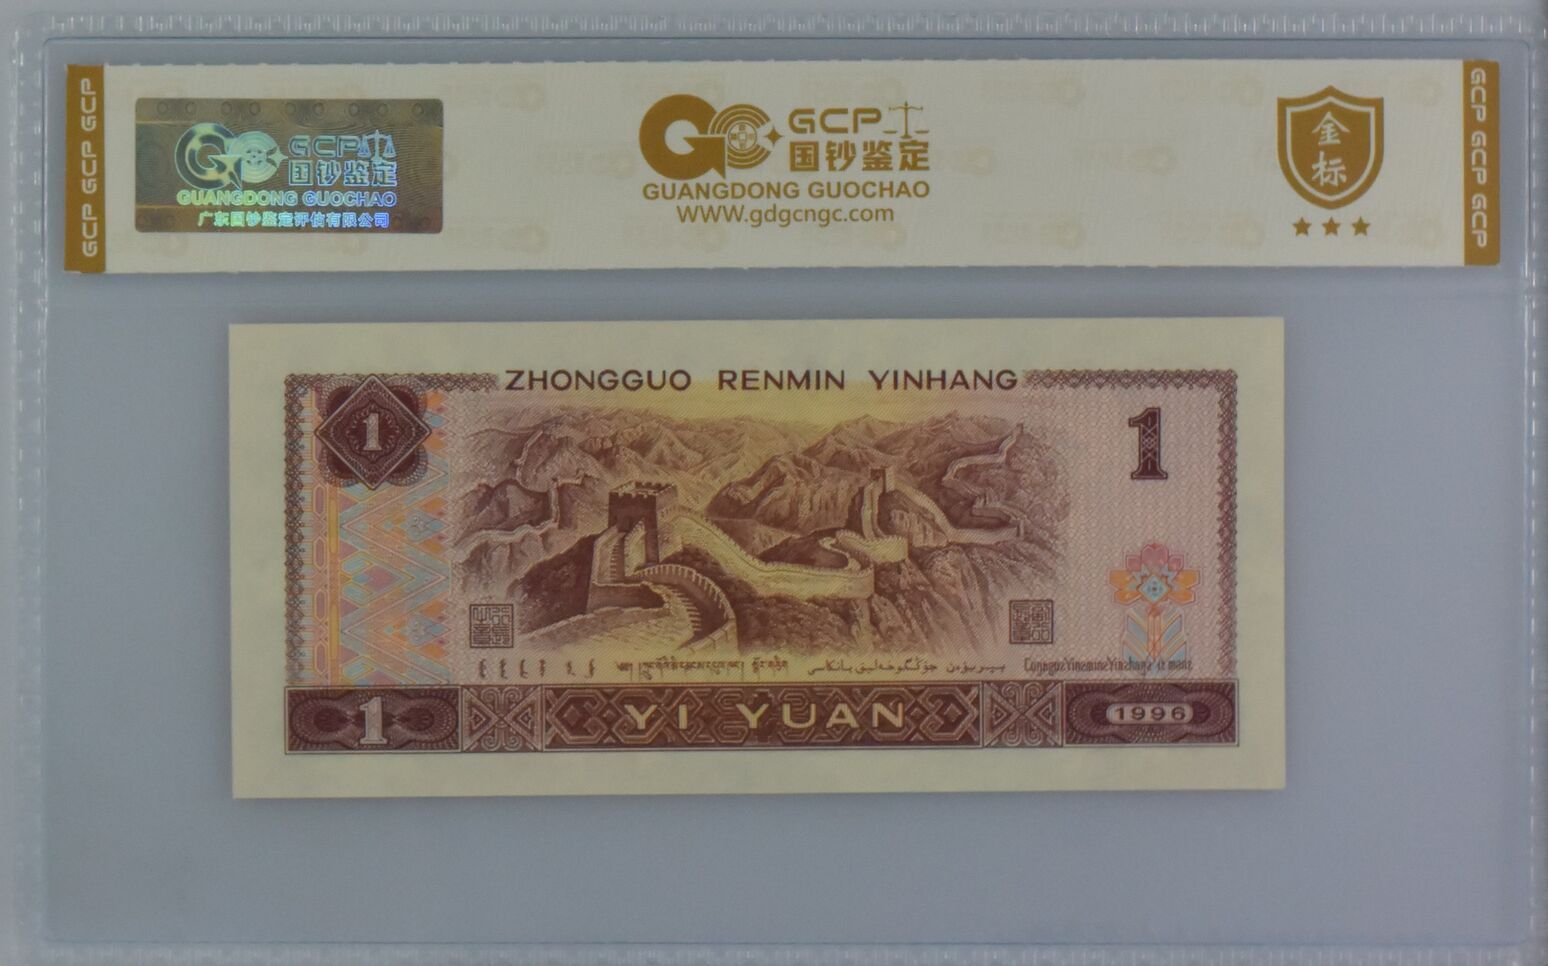 GCP GCP GCP
GCP
国钞鉴定
GUANGDONG GUOCHAO
广东国钞鉴定评估有限公司
GCP
国钞鉴定
GUANGDONG GUOCHAO
WWW.gdgcngc.com
金标
GCP GCP GCP
ZHONGGUO RENMIN YINHANG
1
1
1
YI YUAN
1996